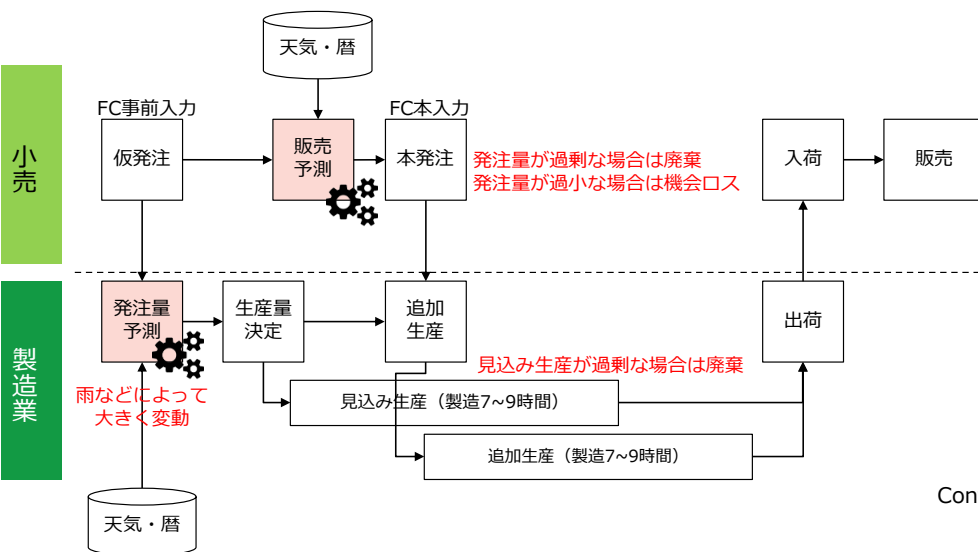 天気・暦
小売
FC事前入力
FC本入力
仮発注
販売
予測
本発注
発注量が過剰な場合は廃棄
発注量が過小な場合は機会ロス
入荷
販売
製造業
発注量
予測
生産量
決定
追加
生産
出荷
見込み生産が過剰な場合は廃棄
雨などによって
大きく変動
見込み生産（製造7~9時間）
追加生産（製造7~9時間）
Con
天気・暦